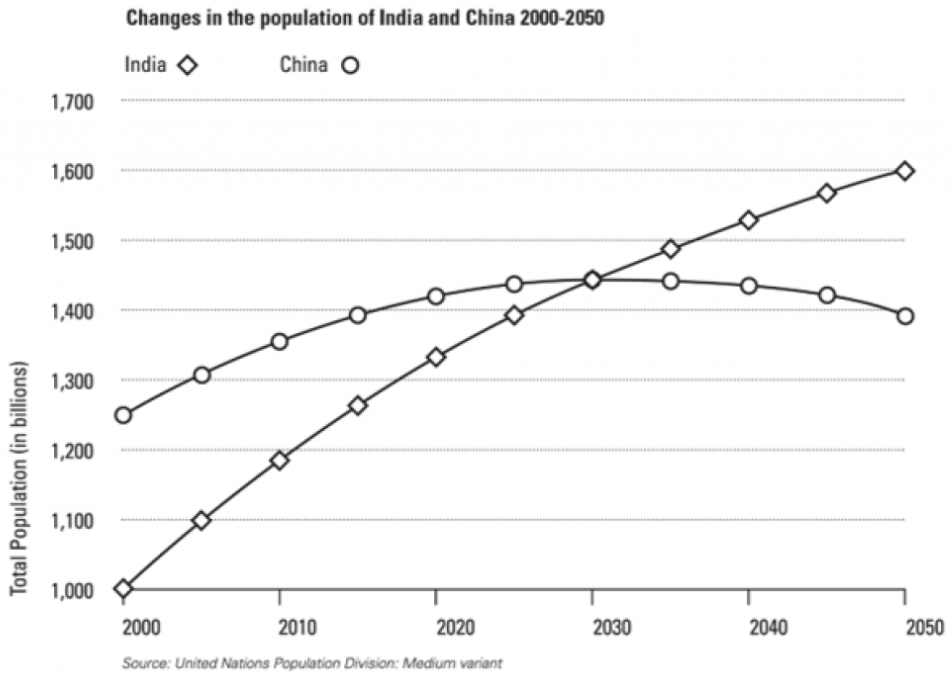 Changes in the population of India and China 2000-2050
India China
1,700
1,600
1,500
1,400
1,300
1,200
1,100
1,000
Total Population (in billions)
2000 2010 2020 2030 2040 2050
Source: United Nations Population Division: Medium variant